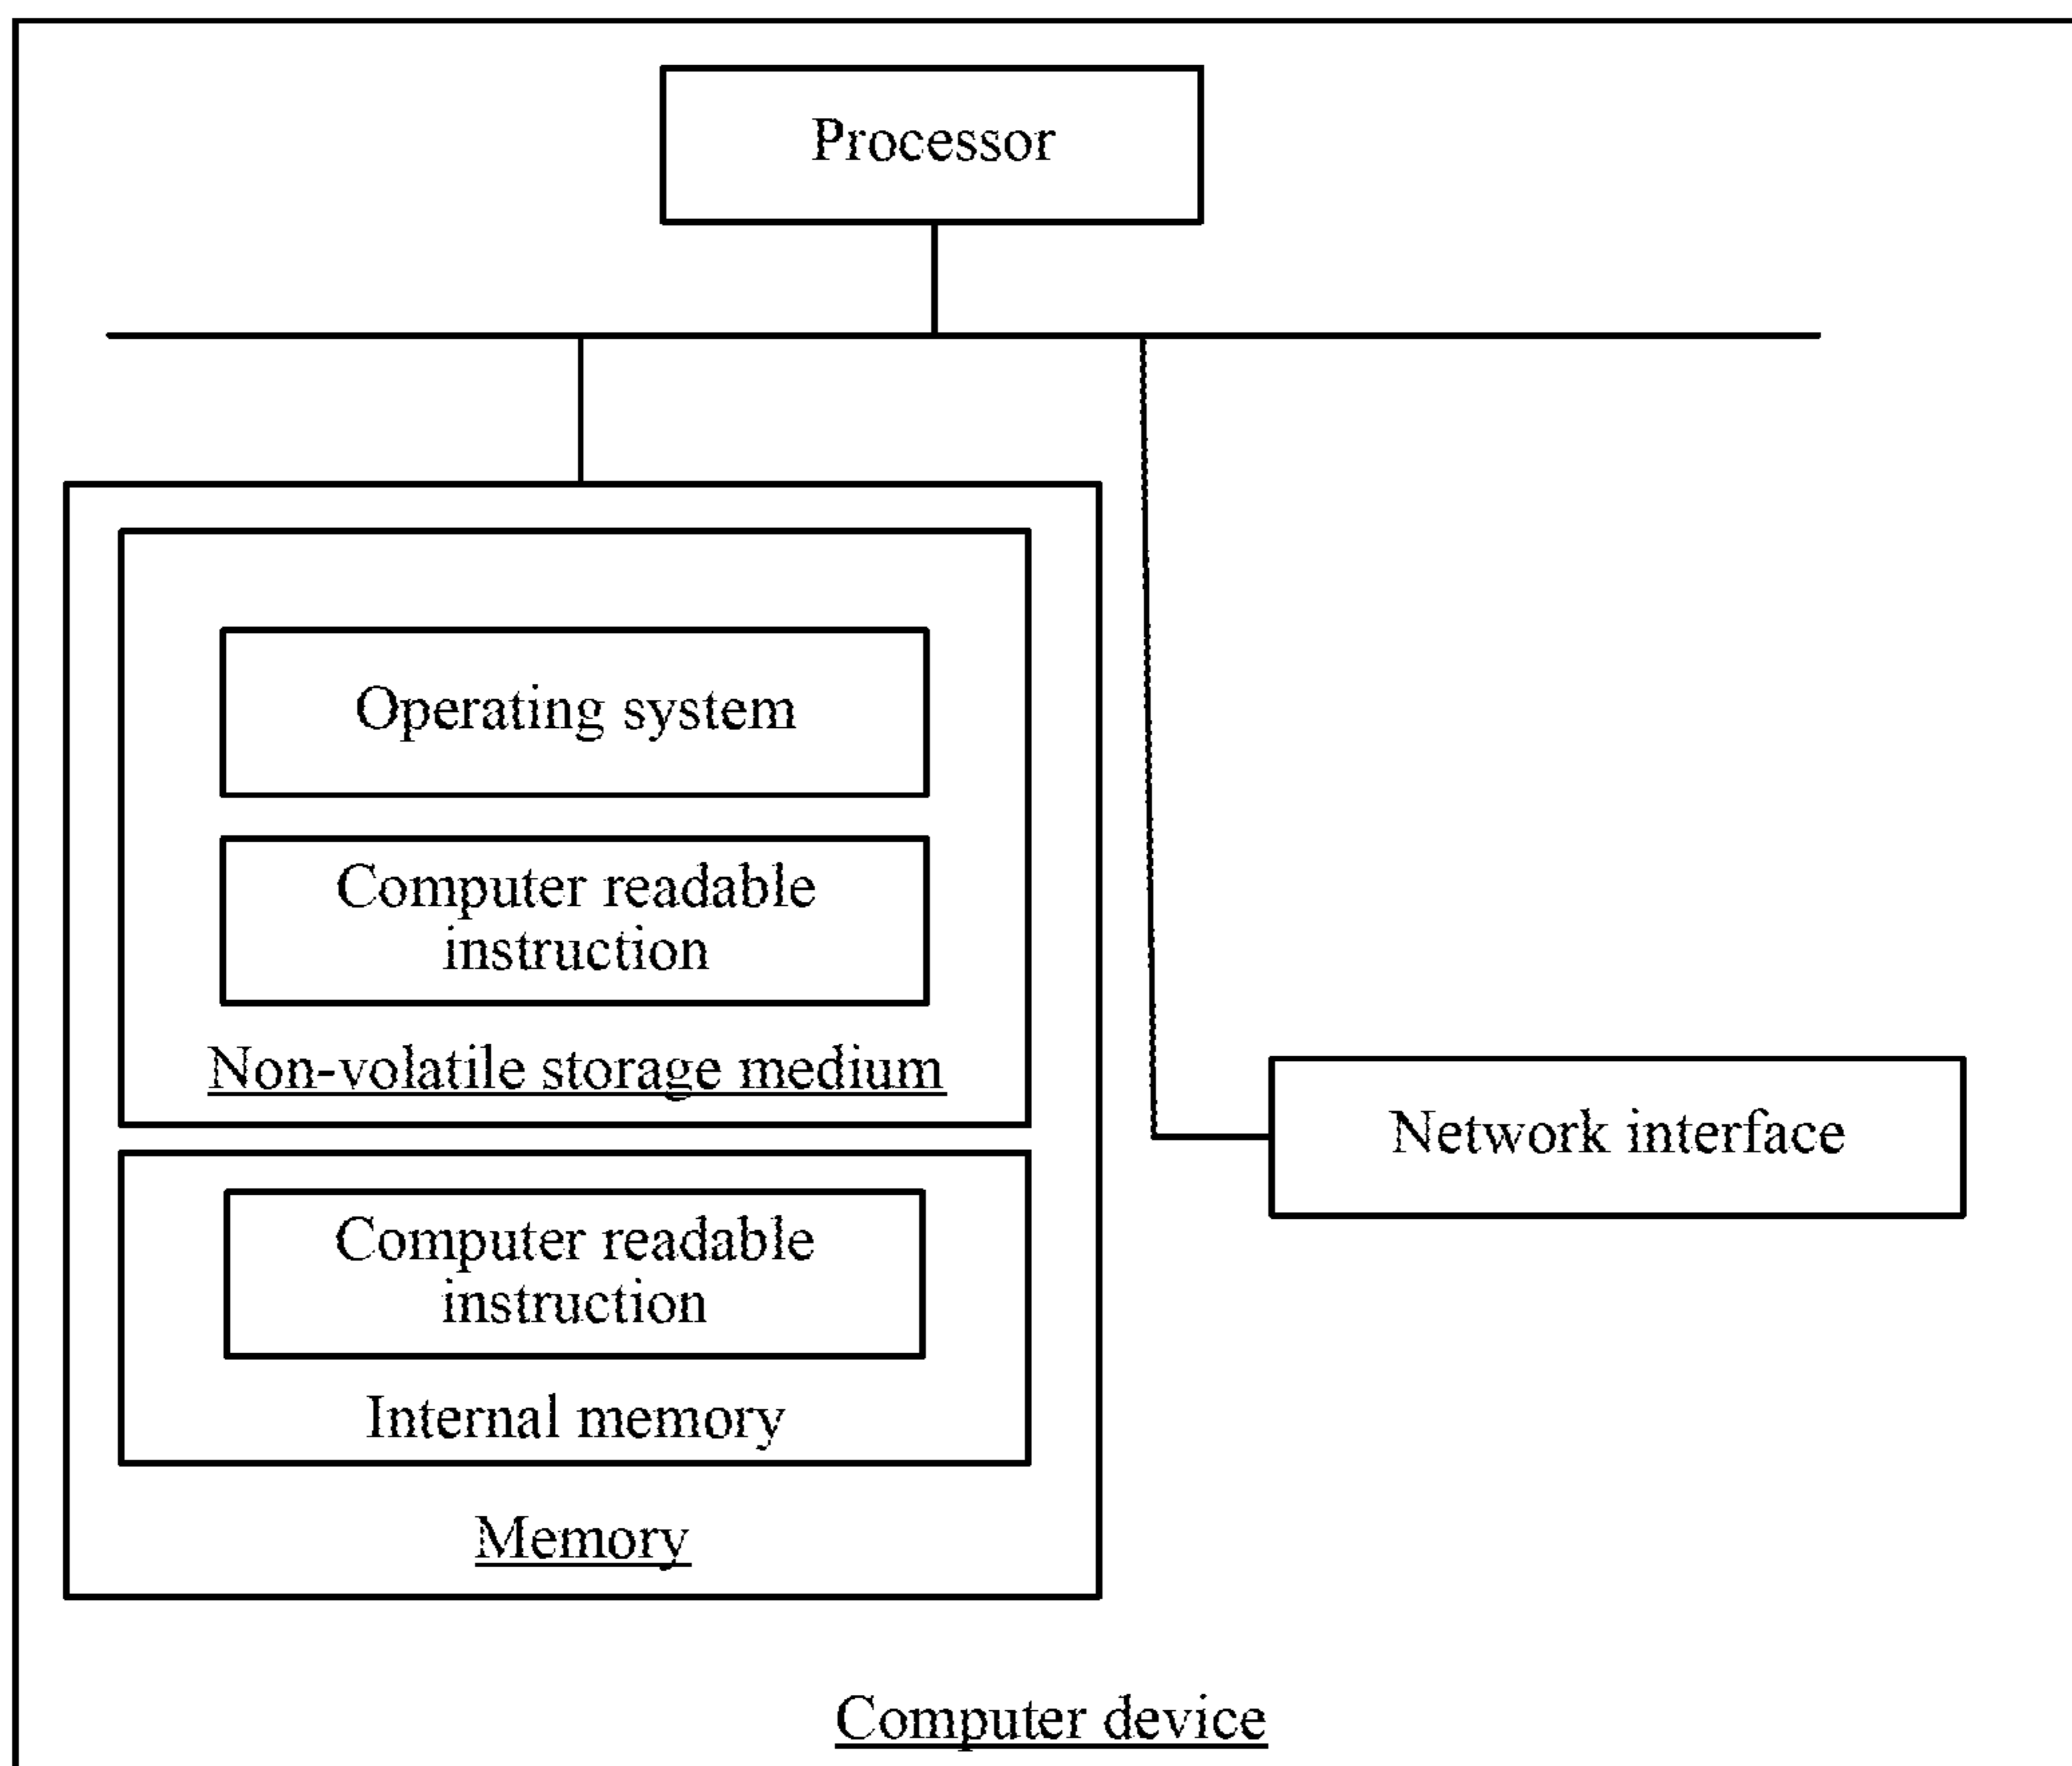 Processor
Operating system
Computer readable
instruction
Non-volatile storage medium
Network interface
Computer readable
instruction
Internal memory
Memory
Computer device